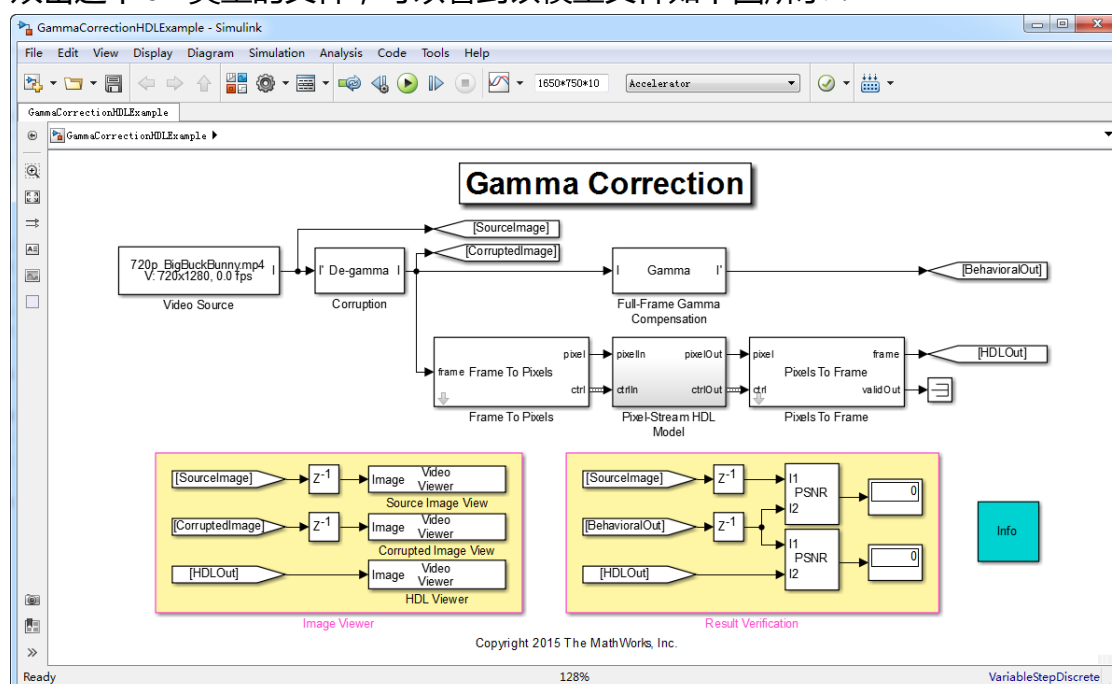 GammaCorrectionHDLExample - Simulink
File Edit View Display Diagram Simulation Analysis Code Tools Help
1650*750*10 Accelerator
GammaCorrectionHDLExample
GammaCorrectionHDLExample
Gamma Correction
[SourceImage]
[CorruptedImage]
720p_BigBuckBunny.mp4
V: 720x1280, 0.0 fps
I
I' De-gamma I
I Gamma I'
[BehavioralOut]
Video Source
Corruption
Full-Frame Gamma
Compensation
frame Frame To Pixels pixel ctrl
pixelIn pixelOut
ctrlIn ctrlOut
pixel frame
Pixels To Frame
ctrl validOut
[HDLOut]
Frame To Pixels
Pixel-Stream HDL
Model
Pixels To Frame
[SourceImage] Z-1 Image Video
Viewer
Source Image View
[CorruptedImage] Z-1 Image Video
Viewer
Corrupted Image View
[HDLOut] Image Video
Viewer
HDL Viewer
Image Viewer
[SourceImage] Z-1 I1
PSNR
I2
0
[BehavioralOut] Z-1 I1
PSNR
I2
0
[HDLOut]
Result Verification
Info
Copyright 2015 The MathWorks, Inc.
Ready 128% VariableStepDiscrete